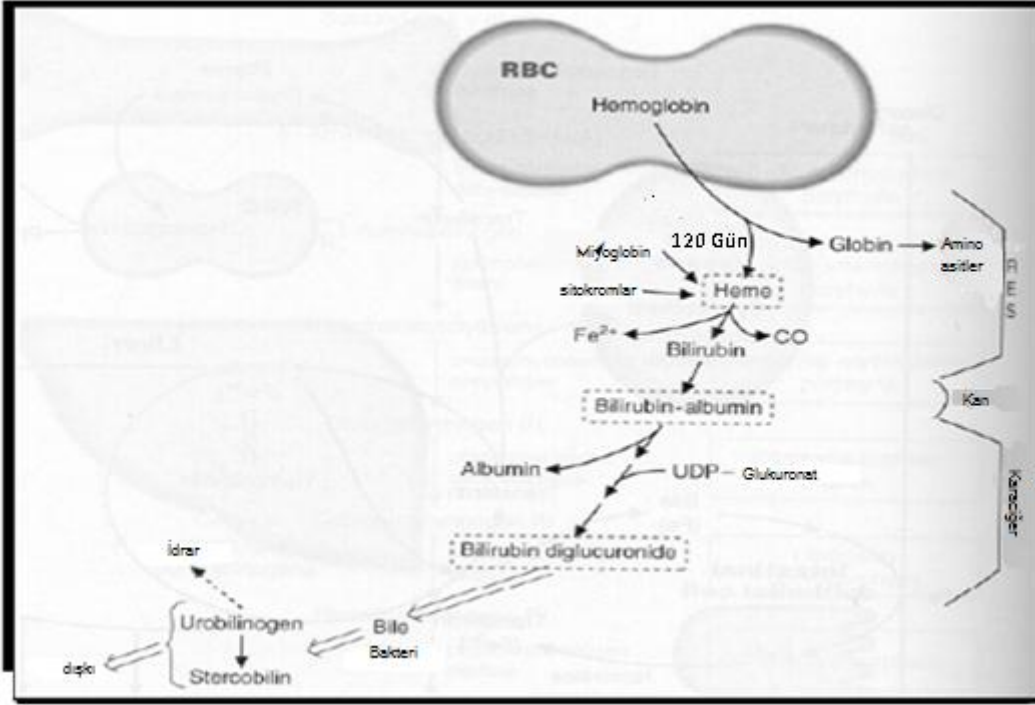 RBC
Hemoglobin
120 Gün
Globin
Amino
asitler
Miyoglobin
sitokromlar
Heme
RES
Fe2+
CO
Bilirubin
Bilirubin-albumin
Kan
Albumin
UDP – Glukuronat
Karaciğer
Bilirubin diglucuronide
İdrar
Urobilinogen
Bile
Bakteri
dışkı
Stercobilin